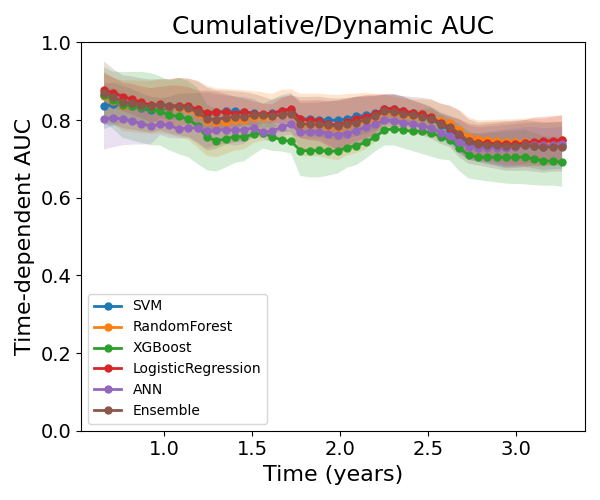 Cumulative/Dynamic AUC
Time-dependent AUC
1.0
0.8
0.6
0.4
0.2
0.0
SVM
RandomForest
XGBoost
LogisticRegression
ANN
Ensemble
1.0 1.5 2.0 2.5 3.0
Time (years)